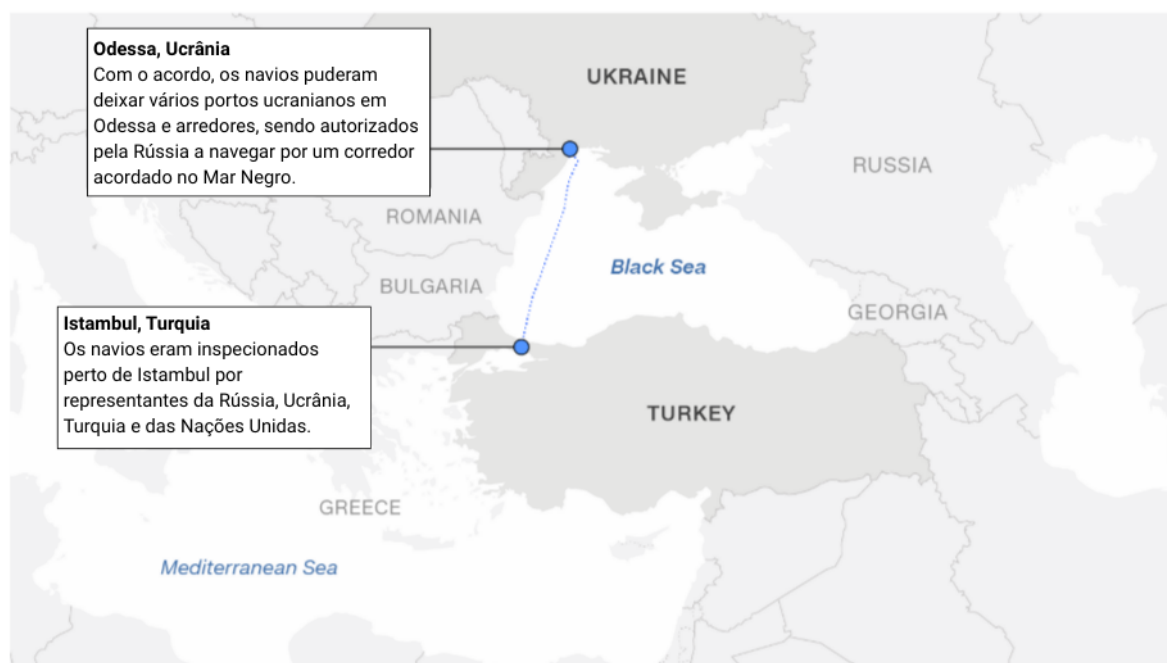 Odessa, Ucrânia
Com o acordo, os navios puderam
deixar vários portos ucranianos em
Odessa e arredores, sendo autorizados
pela Rússia a navegar por um corredor
acordado no Mar Negro.
UKRAINE
RUSSIA
ROMANIA
Black Sea
BULGARIA
GEORGIA
Istambul, Turquia
Os navios eram inspecionados
perto de Istambul por
representantes da Rússia, Ucrânia,
Turquia e das Nações Unidas.
TURKEY
GREECE
Mediterranean Sea